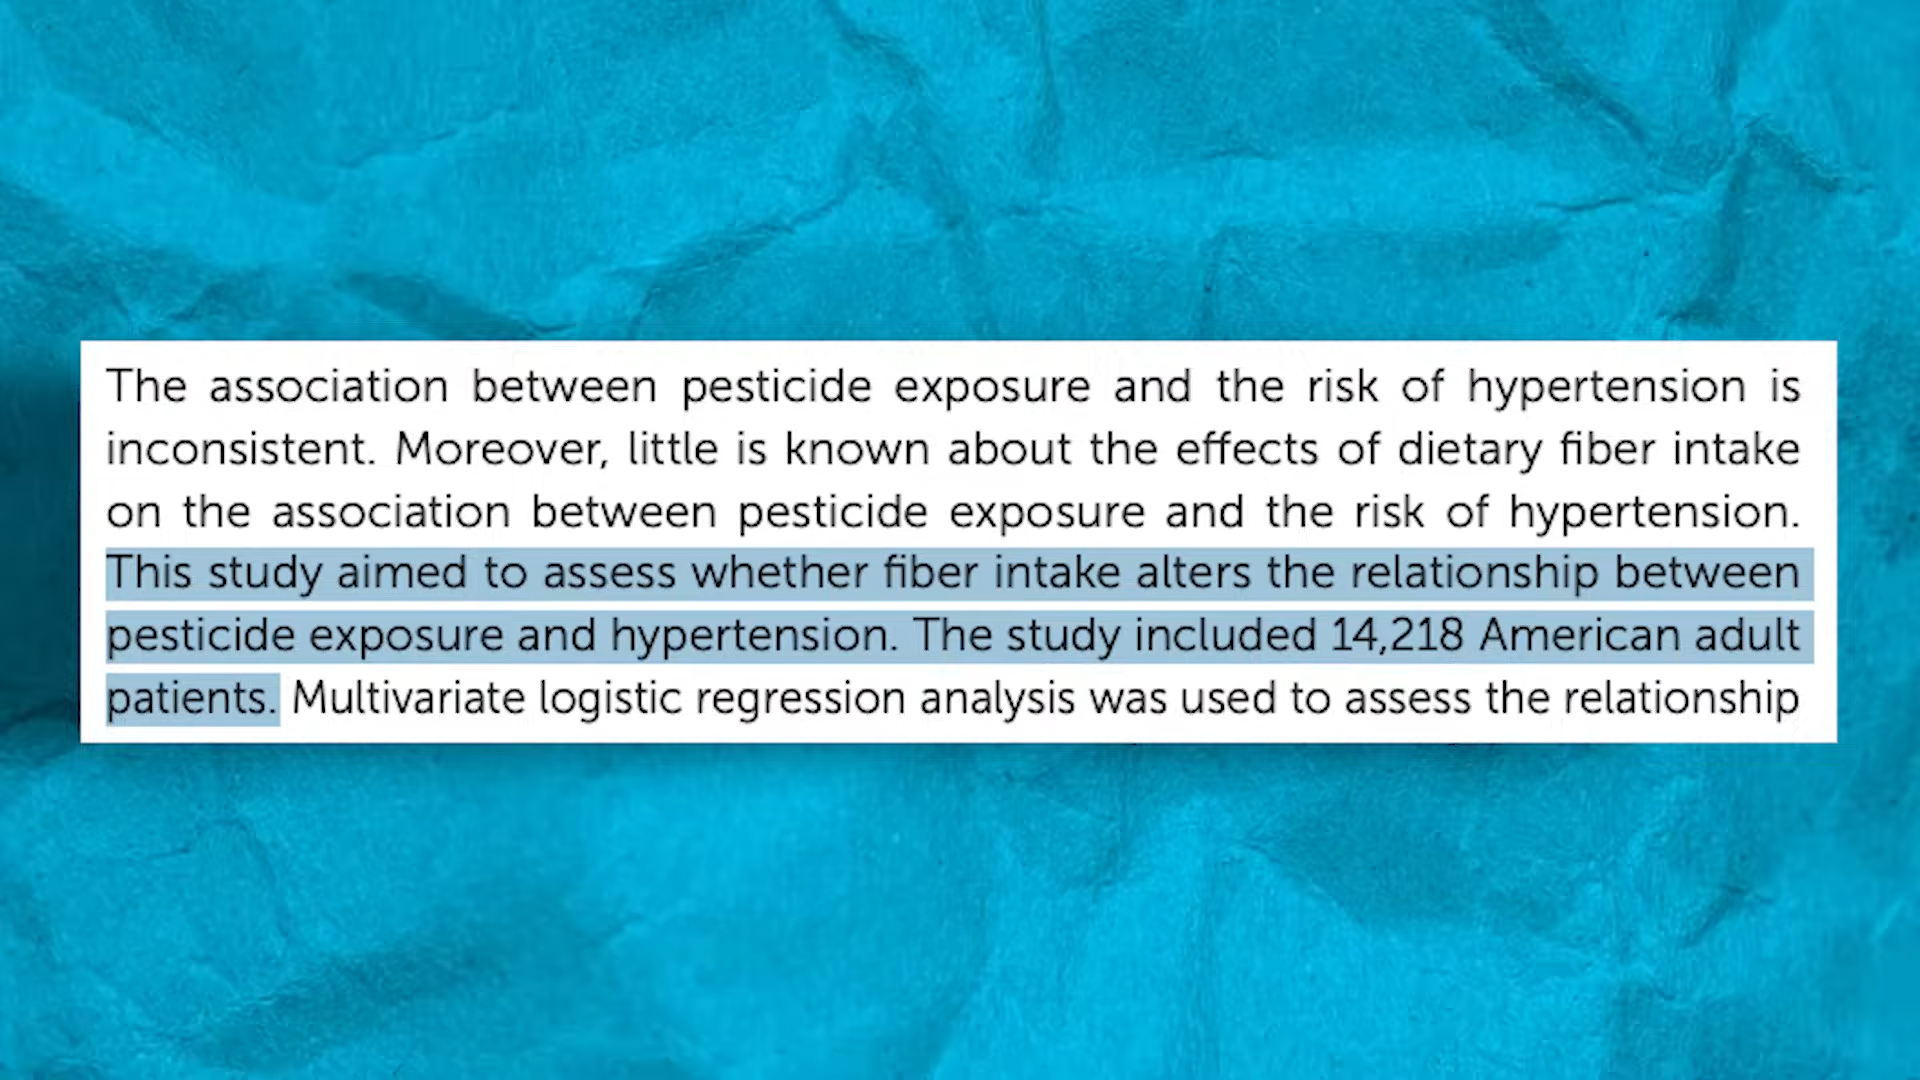 The association between pesticide exposure and the risk of hypertension is
inconsistent. Moreover, little is known about the effects of dietary fiber intake
on the association between pesticide exposure and the risk of hypertension.
This study aimed to assess whether fiber intake alters the relationship between
pesticide exposure and hypertension. The study included 14,218 American adult
patients. Multivariate logistic regression analysis was used to assess the relationship